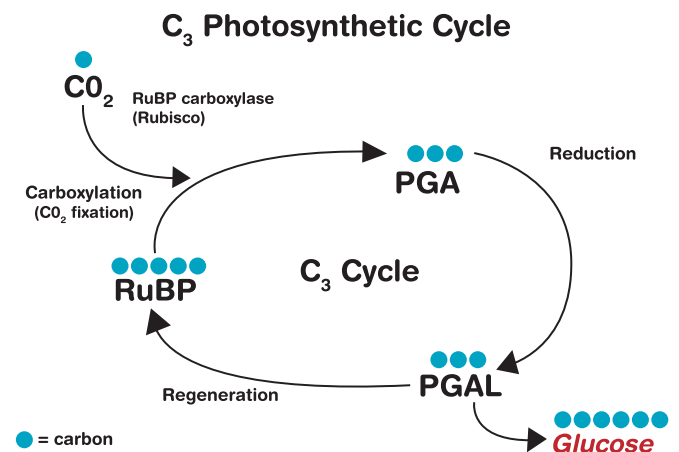 C₃ Photosynthetic Cycle
C0₂
RuBP carboxylase
(Rubisco)
Carboxylation
(C0₂ fixation)
PGA
Reduction
RuBP
C₃ Cycle
Regeneration
PGAL
= carbon
Glucose